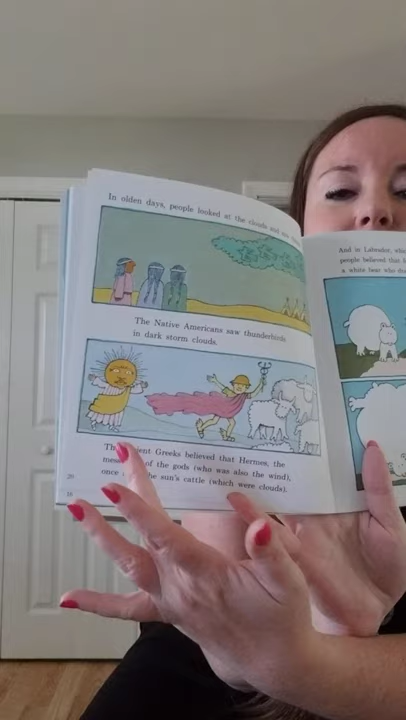 In olden days, people looked at the clouds and saw
The Native Americans saw thunderbirds
in dark storm clouds.
The ancient Greeks believed that Hermes, the
of the gods (who was also the wind),
once the sun's cattle (which were clouds).
20
18
And in Labrador,
people believed that
a white bear who